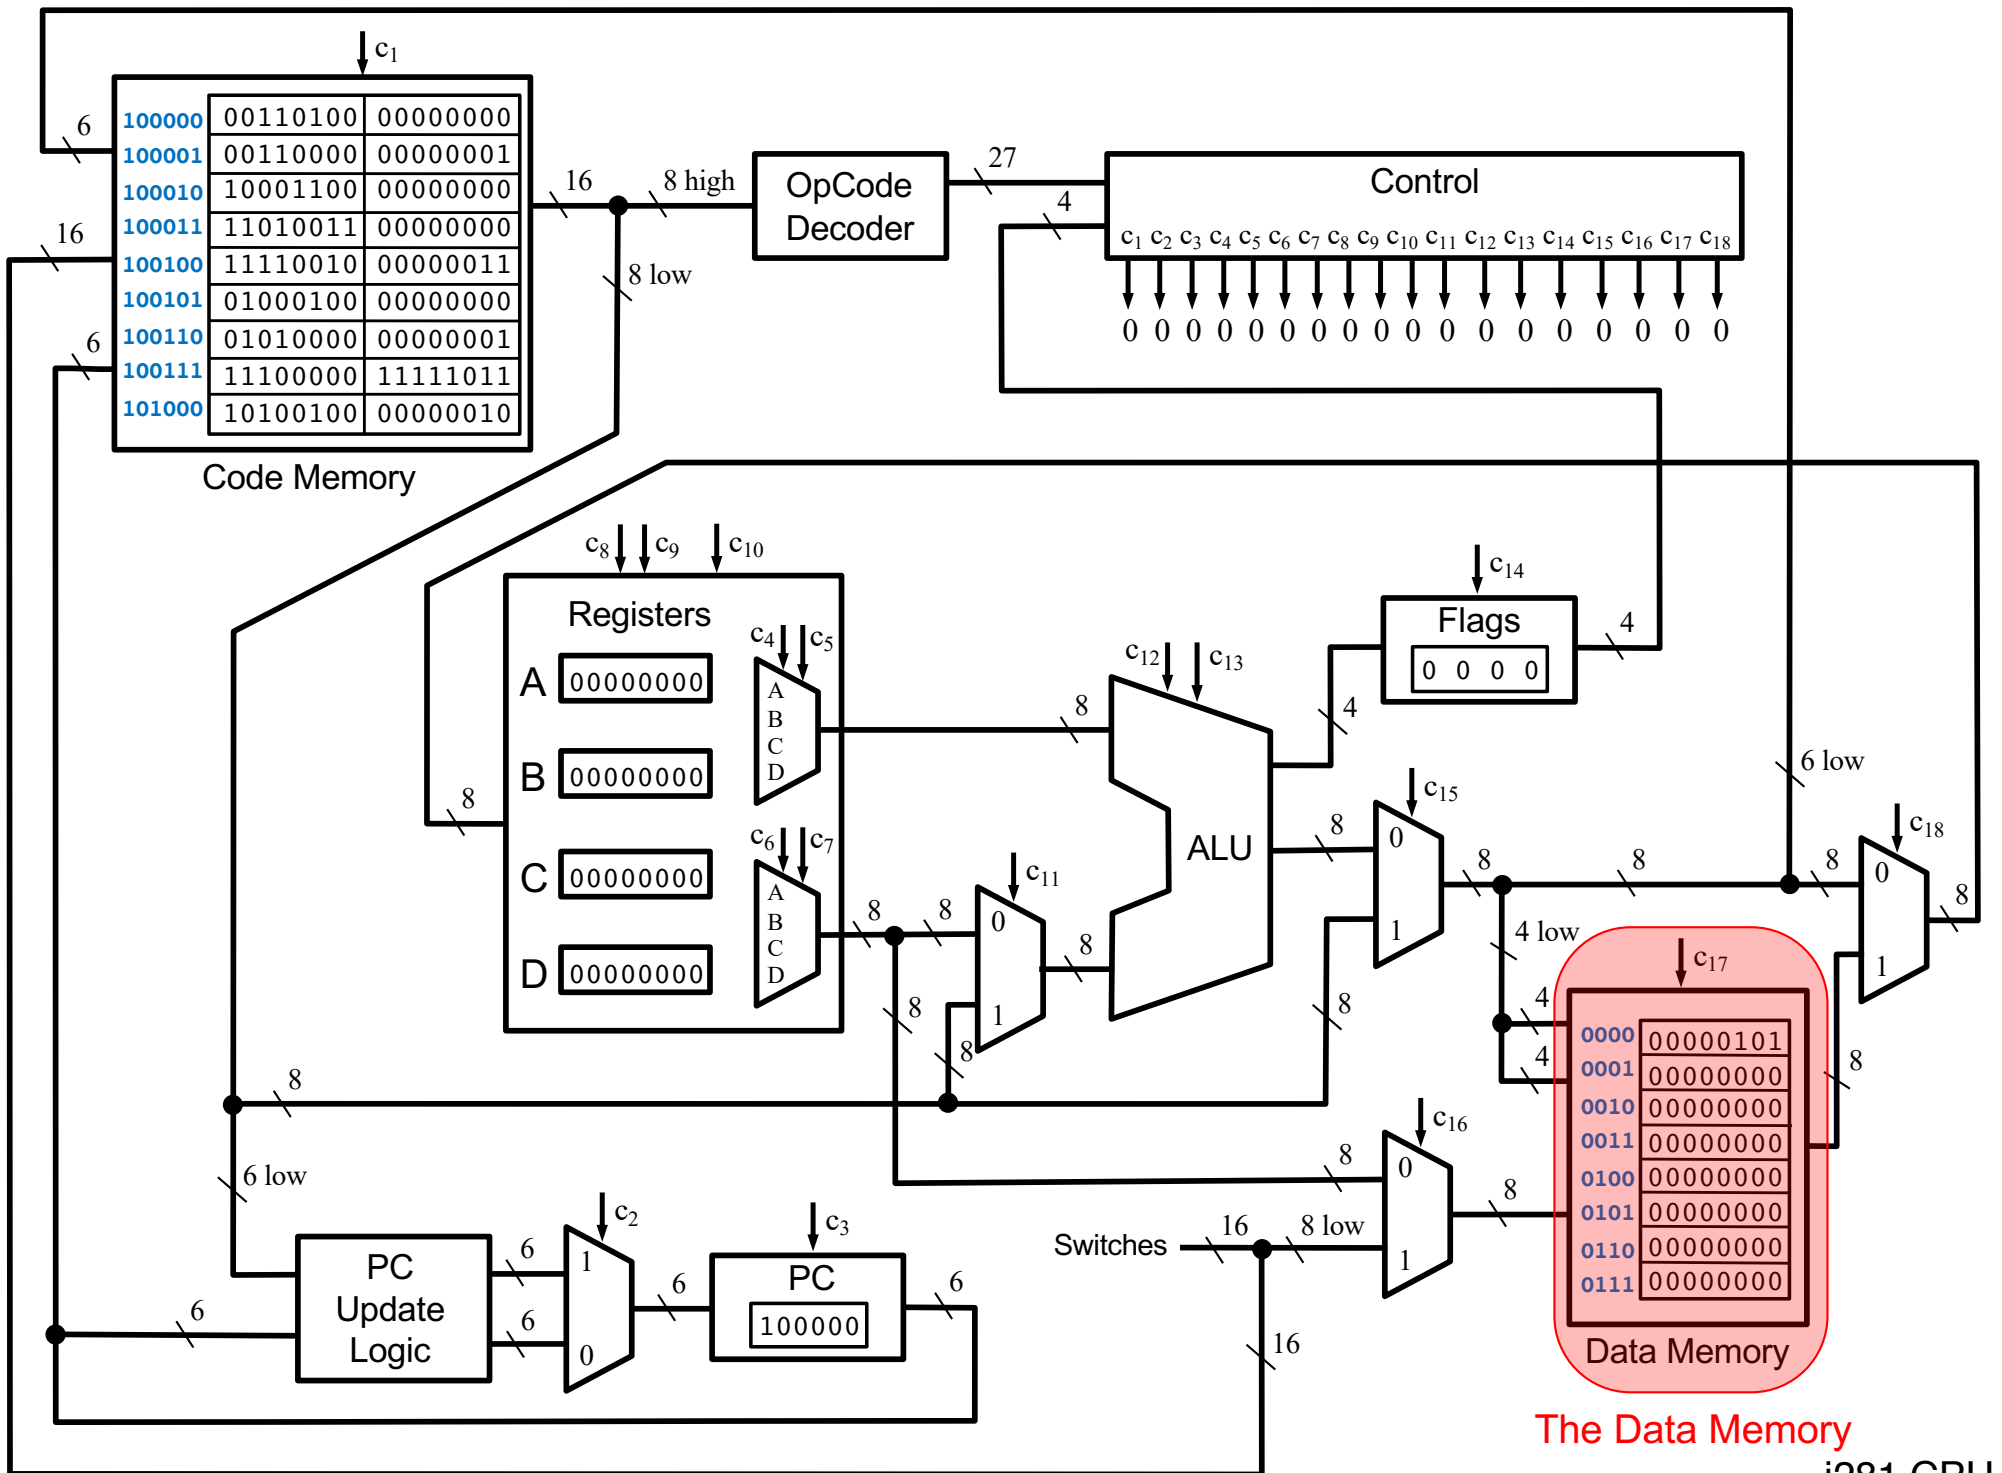 c1
100000 00110100 00000000
100001 00110000 00000001
100010 10001100 00000000
100011 11010011 00000000
100100 11110010 00000011
100101 01000100 00000000
100110 01010000 00000001
100111 11100000 11111011
101000 10100100 00000010
Code Memory
6
16
6
16
8 high
8 low
OpCode
Decoder
27
4
Control
c1 c2 c3 c4 c5 c6 c7 c8 c9 c10 c11 c12 c13 c14 c15 c16 c17 c18
0 0 0 0 0 0 0 0 0 0 0 0 0 0 0 0 0 0
c8 c9 c10
Registers
A 00000000
B 00000000
C 00000000
D 00000000
c4 c5
A
B
C
D
c6 c7
A
B
C
D
8
8
8
8
8
c11
0
1
8
8
8
c12 c13
ALU
4
c14
Flags
0 0 0 0
4
8
c15
0
1
8
8
8
8
6 low
4 low
c18
0
1
8
c17
4
4
0000 00000101
0001 00000000
0010 00000000
0011 00000000
0100 00000000
0101 00000000
0110 00000000
0111 00000000
Data Memory
8
The Data Memory
c16
0
1
8
8
Switches
16
8 low
16
8
6 low
PC
Update
Logic
6
6
6
c2
1
0
6
c3
PC
100000
6
i281 CPU